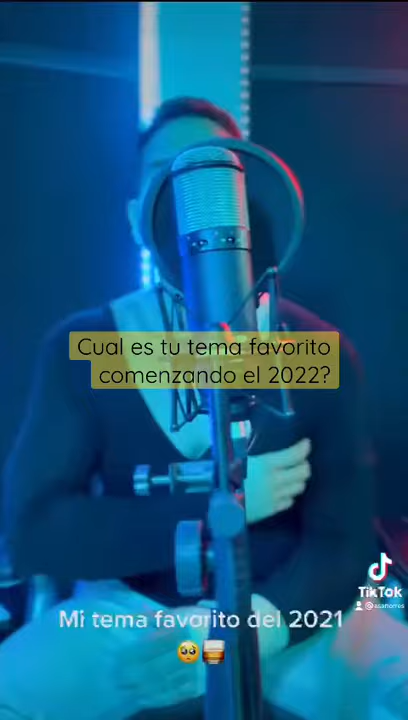 Cual es tu tema favorito
comenzando el 2022?
Mi tema favorito del 2021
🥺🥃
TikTok